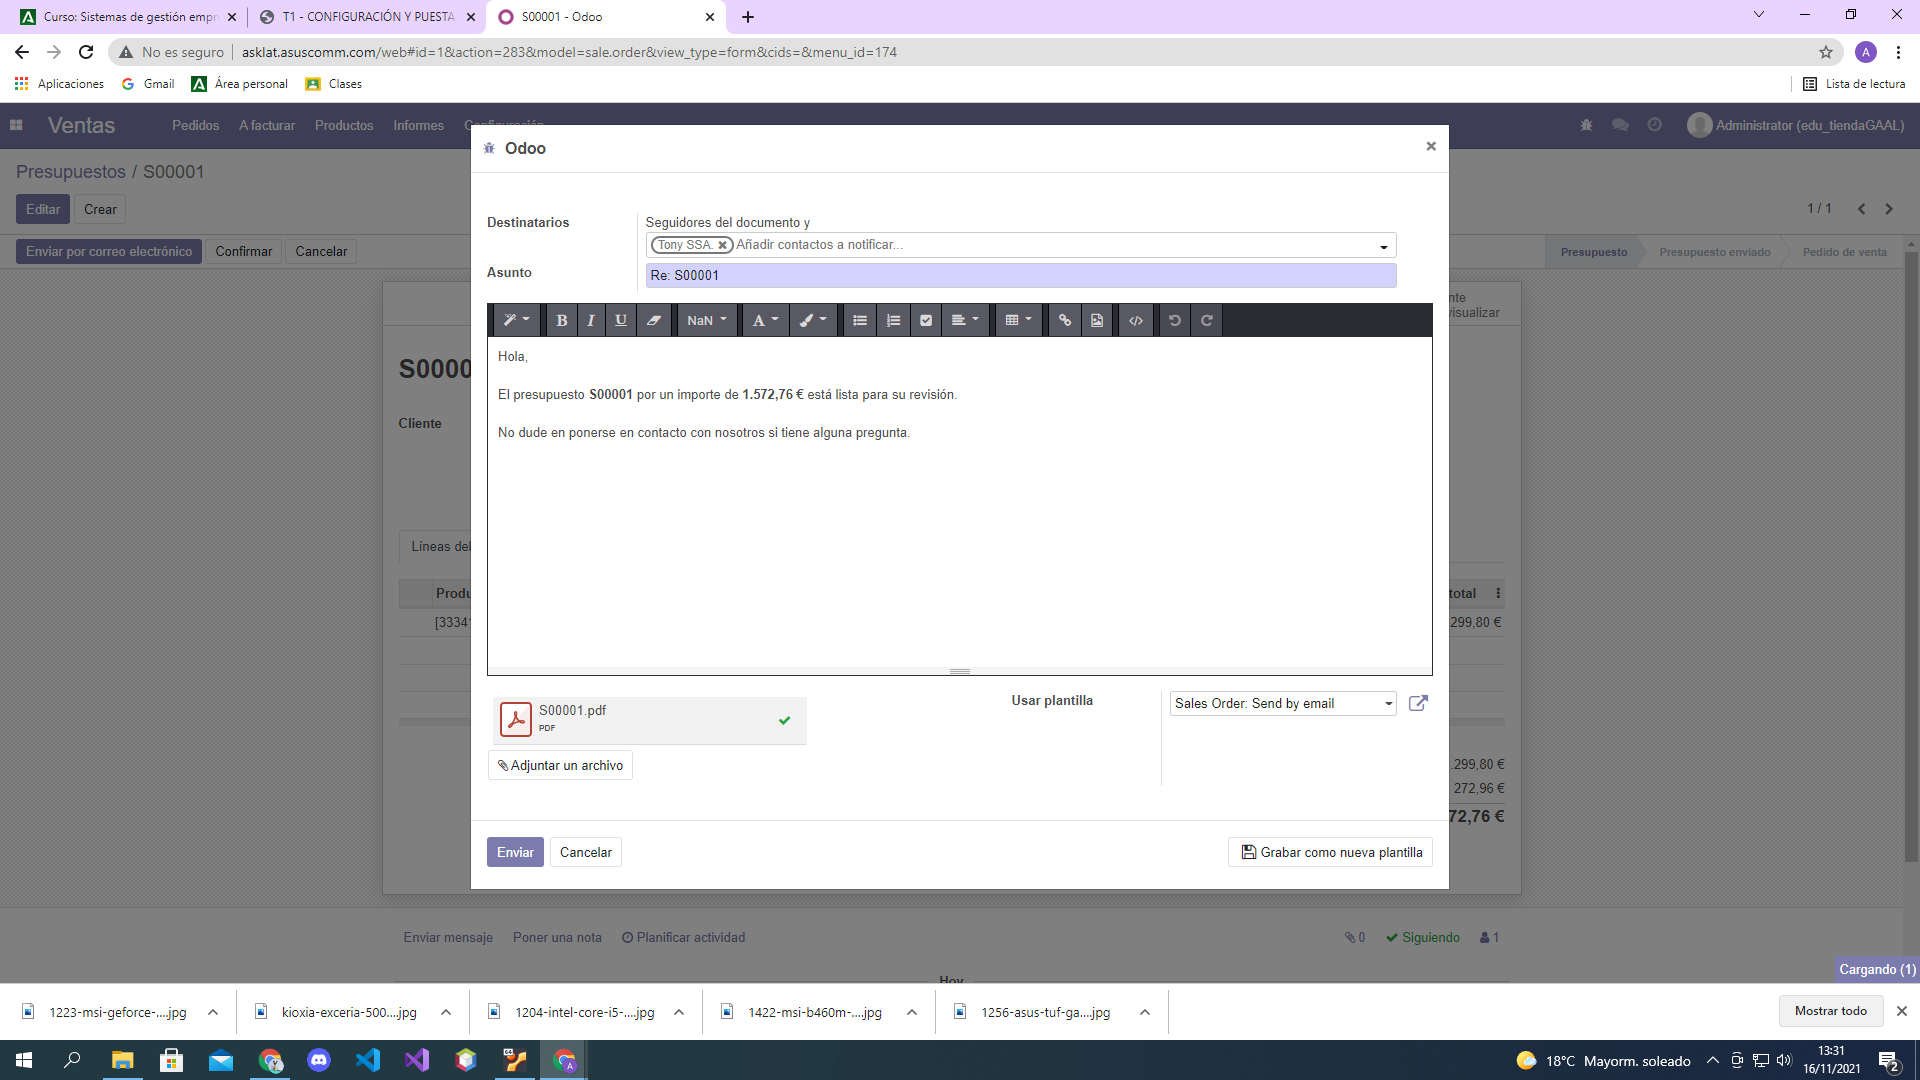 Curso: Sistemas de gestión empr
T1 - CONFIGURACIÓN Y PUESTA
S00001 - Odoo
No es seguro
asklat.asuscomm.com/web#id=1&action=283&model=sale.order&view_type=form&cids=&menu_id=174
A
Aplicaciones
Gmail
Área personal
Clases
Lista de lectura
Ventas
Pedidos
A facturar
Productos
Informes
Configuración
Administrator (edu_tiendaGAAL)
Presupuestos / S00001
Editar
Crear
1 / 1
Enviar por correo electrónico
Confirmar
Cancelar
Presupuesto
Presupuesto enviado
Pedido de venta
Odoo
Destinatarios
Seguidores del documento y
Tony SSA.
Añadir contactos a notificar...
Asunto
Re: S00001
B I U
NaN
A
Hola,
El presupuesto S00001 por un importe de 1.572,76 € está lista para su revisión.
No dude en ponerse en contacto con nosotros si tiene alguna pregunta.
S0000
Cliente
Líneas del
Produ
[3334
nte
visualizar
total
299,80 €
.299,80 €
272,96 €
72,76 €
S00001.pdf
PDF
Adjuntar un archivo
Usar plantilla
Sales Order: Send by email
Enviar
Cancelar
Grabar como nueva plantilla
Enviar mensaje
Poner una nota
Planificar actividad
0
Siguiendo
1
Hoy
Cargando (1)
1223-msi-geforce-....jpg
kioxia-exceria-500....jpg
1204-intel-core-i5-....jpg
1422-msi-b460m-....jpg
1256-asus-tuf-ga....jpg
Mostrar todo
18°C Mayorm. soleado
13:31
16/11/2021
2